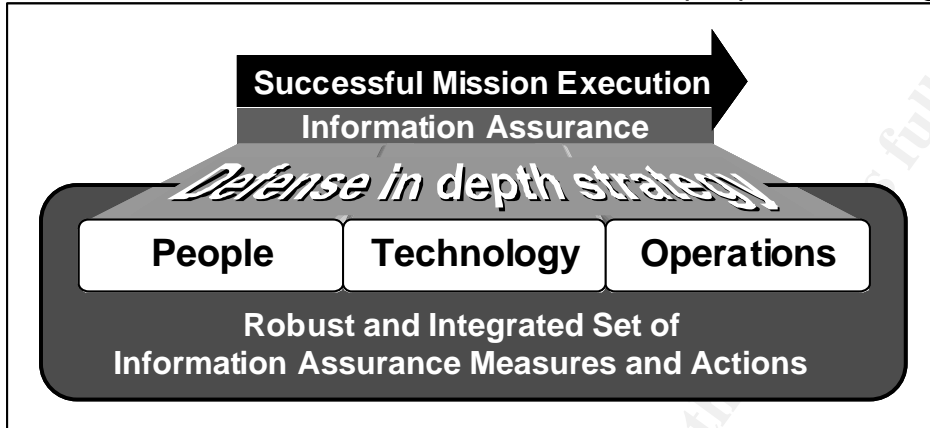 Successful Mission Execution
Information Assurance
Defense in depth strategy
People Technology Operations
Robust and Integrated Set of
Information Assurance Measures and Actions